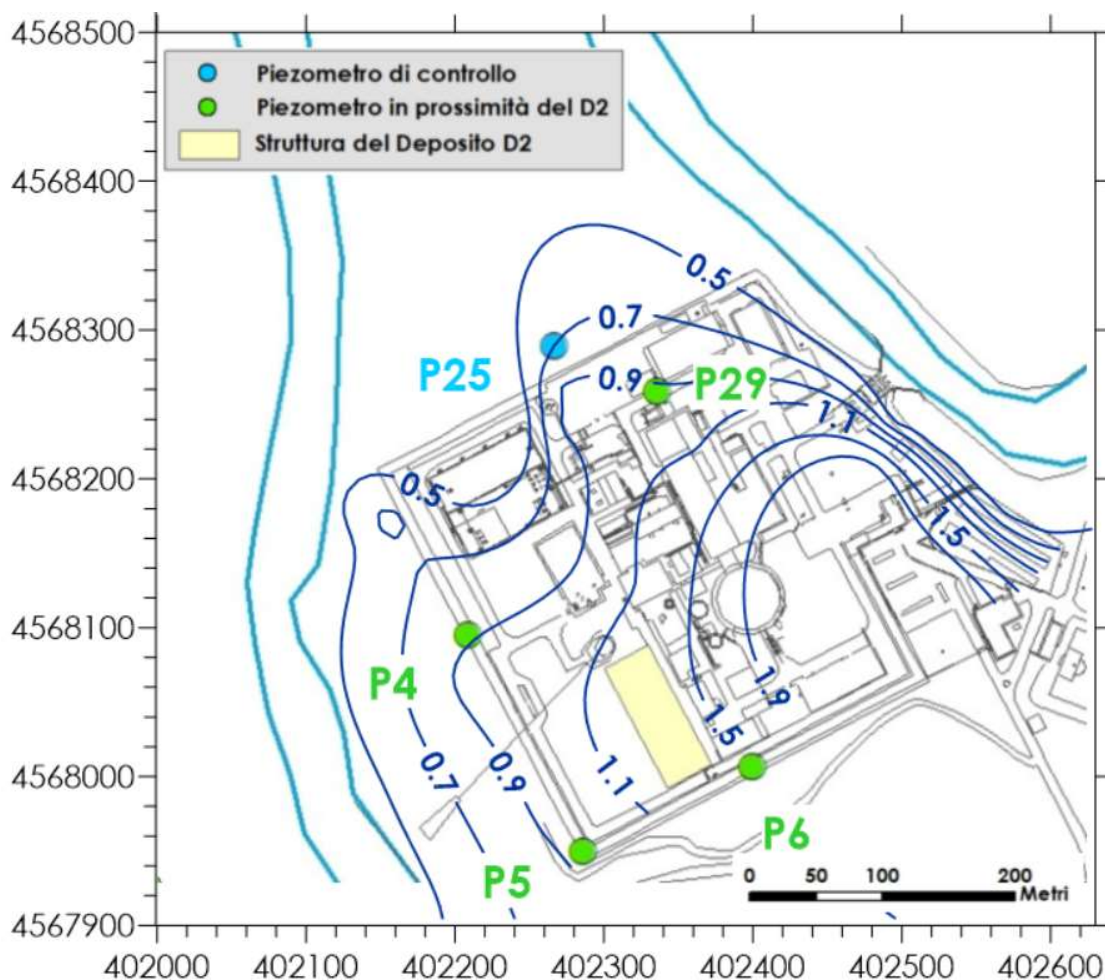 4568500
Piezometro di controllo
Piezometro in prossimità del D2
Struttura del Deposito D2
4568400
0.5
4568300
0.7
P25
0.9
P29
1.1
4568200
0.5
1.5
4568100
P4
1.9
1.5
4568000
0.7
0.9
1.1
P6
P5
0 50 100 200
Metri
4567900
402000 402100 402200 402300 402400 402500 402600